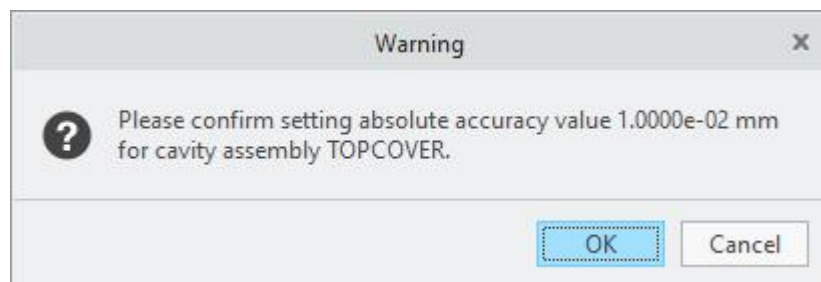 Warning
Please confirm setting absolute accuracy value 1.0000e-02 mm
for cavity assembly TOPCOVER.
OK
Cancel